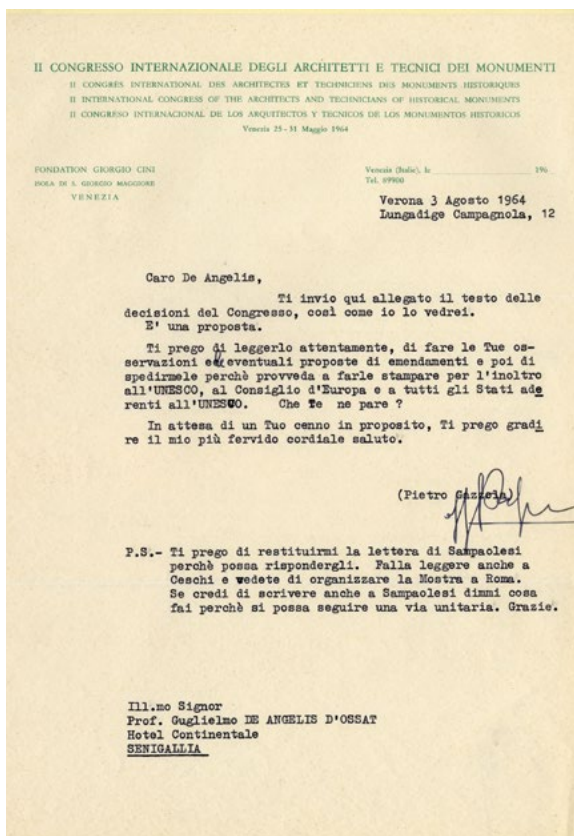 II CONGRESSO INTERNAZIONALE DEGLI ARCHITETTI E TECNICI DEI MONUMENTI
II CONGRÈS INTERNATIONAL DES ARCHITECTES ET TECHNICIENS DES MONUMENTS HISTORIQUES
II INTERNATIONAL CONGRESS OF THE ARCHITECTS AND TECHNICIANS OF HISTORICAL MONUMENTS
II CONGRESO INTERNACIONAL DE LOS ARQUITECTOS Y TECNICOS DE LOS MONUMENTOS HISTORICOS
Venezia 25-31 Maggio 1964
FONDATION GIORGIO CINI
ISOLA DI S. GIORGIO MAGGIORE
VENEZIA
Venezia (Italie), le 196
Tel. 89900
Verona 3 Agosto 1964
Lungadige Campagnola, 12
Caro De Angelis,
Ti invio qui allegato il testo delle
decisioni del Congresso, così come io lo vedrei.
E' una proposta.
Ti prego di leggerlo attentamente, di fare le Tue os-
servazioni ed eventuali proposte di emendamenti e poi di
spedirmele perchè provveda a farle stampare per l'inoltro
all'UNESCO, al Consiglio d'Europa e a tutti gli Stati ade
renti all'UNESCO. Che Te ne pare ?
In attesa di un Tuo cenno in proposito, Ti prego gradi
re il mio più fervido cordiale saluto.
(Pietro Gazzola)
P.S.- Ti prego di restituirmi la lettera di Sampaolesi
perchè possa rispondergli. Falla leggere anche a
Ceschi e vedete di organizzare la Mostra a Roma.
Se credi di scrivere anche a Sampaolesi dimmi cosa
fai perchè si possa seguire una via unitaria. Grazie.
Ill.mo Signor
Prof. Guglielmo DE ANGELIS D'OSSAT
Hotel Continentale
SENIGALLIA